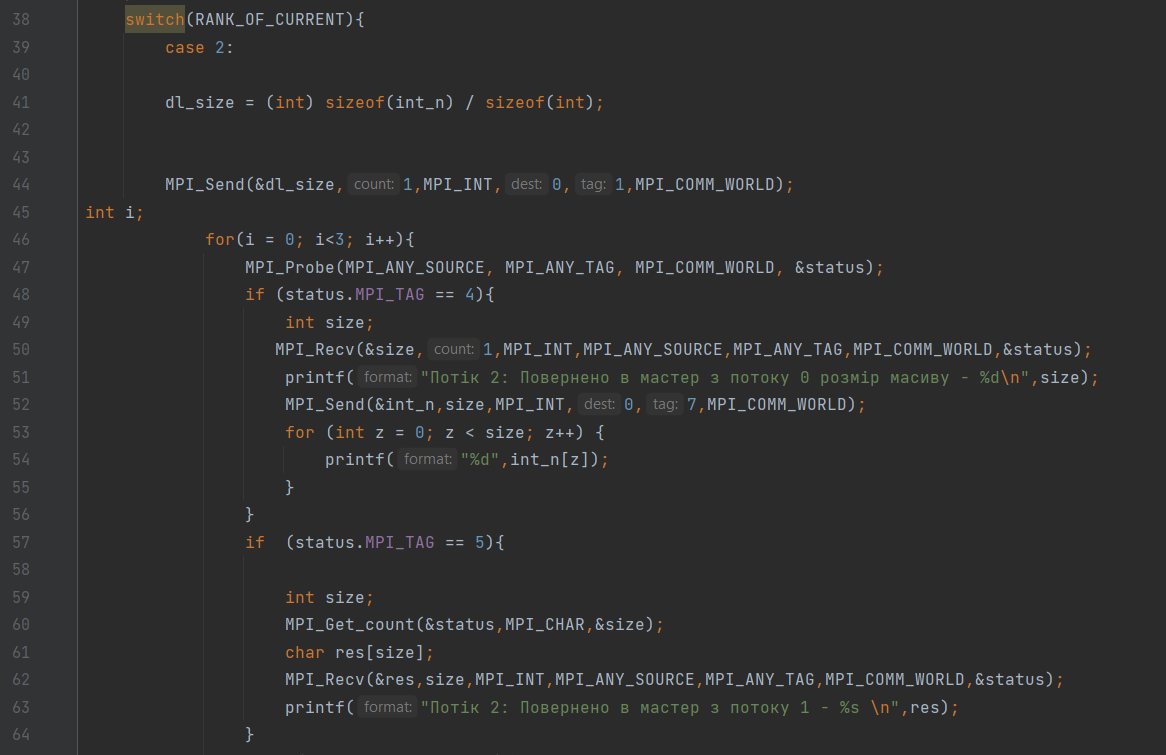 38 switch(RANK_OF_CURRENT){
39 case 2:
40
41 dl_size = (int) sizeof(int_n) / sizeof(int);
42
43
44 MPI_Send(&dl_size, count: 1,MPI_INT, dest: 0, tag: 1,MPI_COMM_WORLD);
45 int i;
46 for(i = 0; i<3; i++){
47 MPI_Probe(MPI_ANY_SOURCE, MPI_ANY_TAG, MPI_COMM_WORLD, &status);
48 if (status.MPI_TAG == 4){
49 int size;
50 MPI_Recv(&size, count: 1,MPI_INT,MPI_ANY_SOURCE,MPI_ANY_TAG,MPI_COMM_WORLD,&status);
51 printf( format: "Потік 2: Повернено в мастер з потоку 0 розмір масиву - %d\n",size);
52 MPI_Send(&int_n,size,MPI_INT, dest: 0, tag: 7,MPI_COMM_WORLD);
53 for (int z = 0; z < size; z++) {
54 printf( format: "%d",int_n[z]);
55 }
56 }
57 if (status.MPI_TAG == 5){
58
59 int size;
60 MPI_Get_count(&status,MPI_CHAR,&size);
61 char res[size];
62 MPI_Recv(&res,size,MPI_INT,MPI_ANY_SOURCE,MPI_ANY_TAG,MPI_COMM_WORLD,&status);
63 printf( format: "Потік 2: Повернено в мастер з потоку 1 - %s \n",res);
64 }